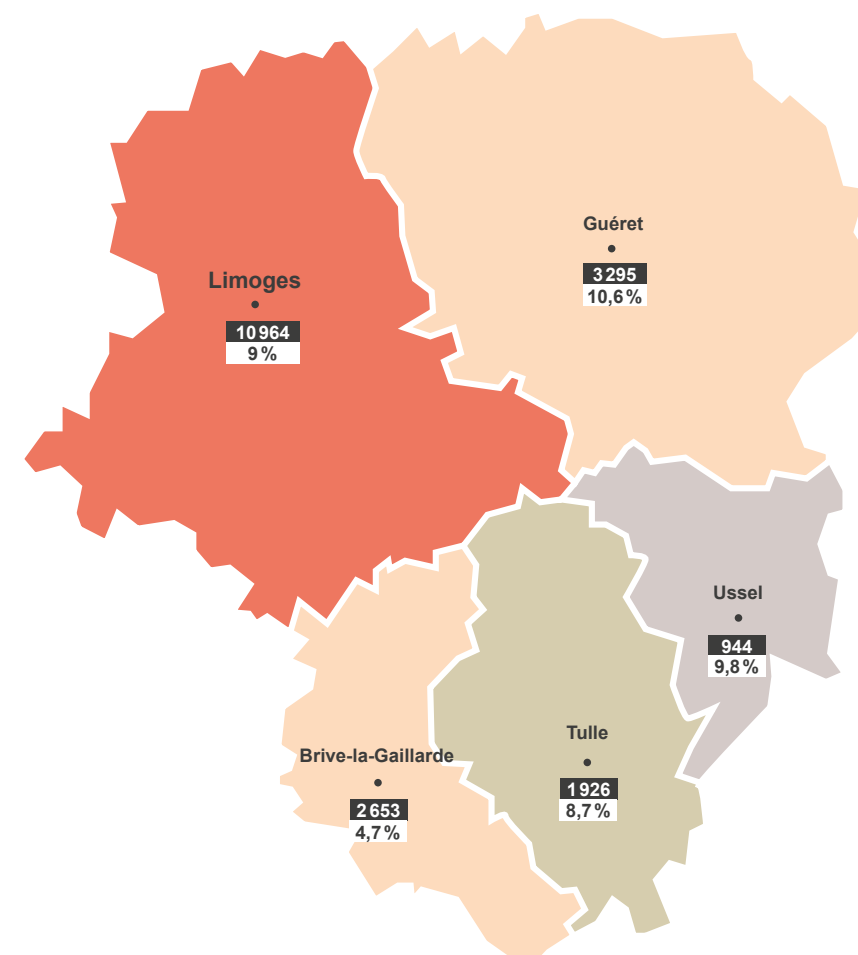 Guéret
3 295
10,6 %
Limoges
10 964
9 %
Ussel
944
9,8 %
Tulle
1 926
8,7 %
Brive-la-Gaillarde
2 653
4,7 %